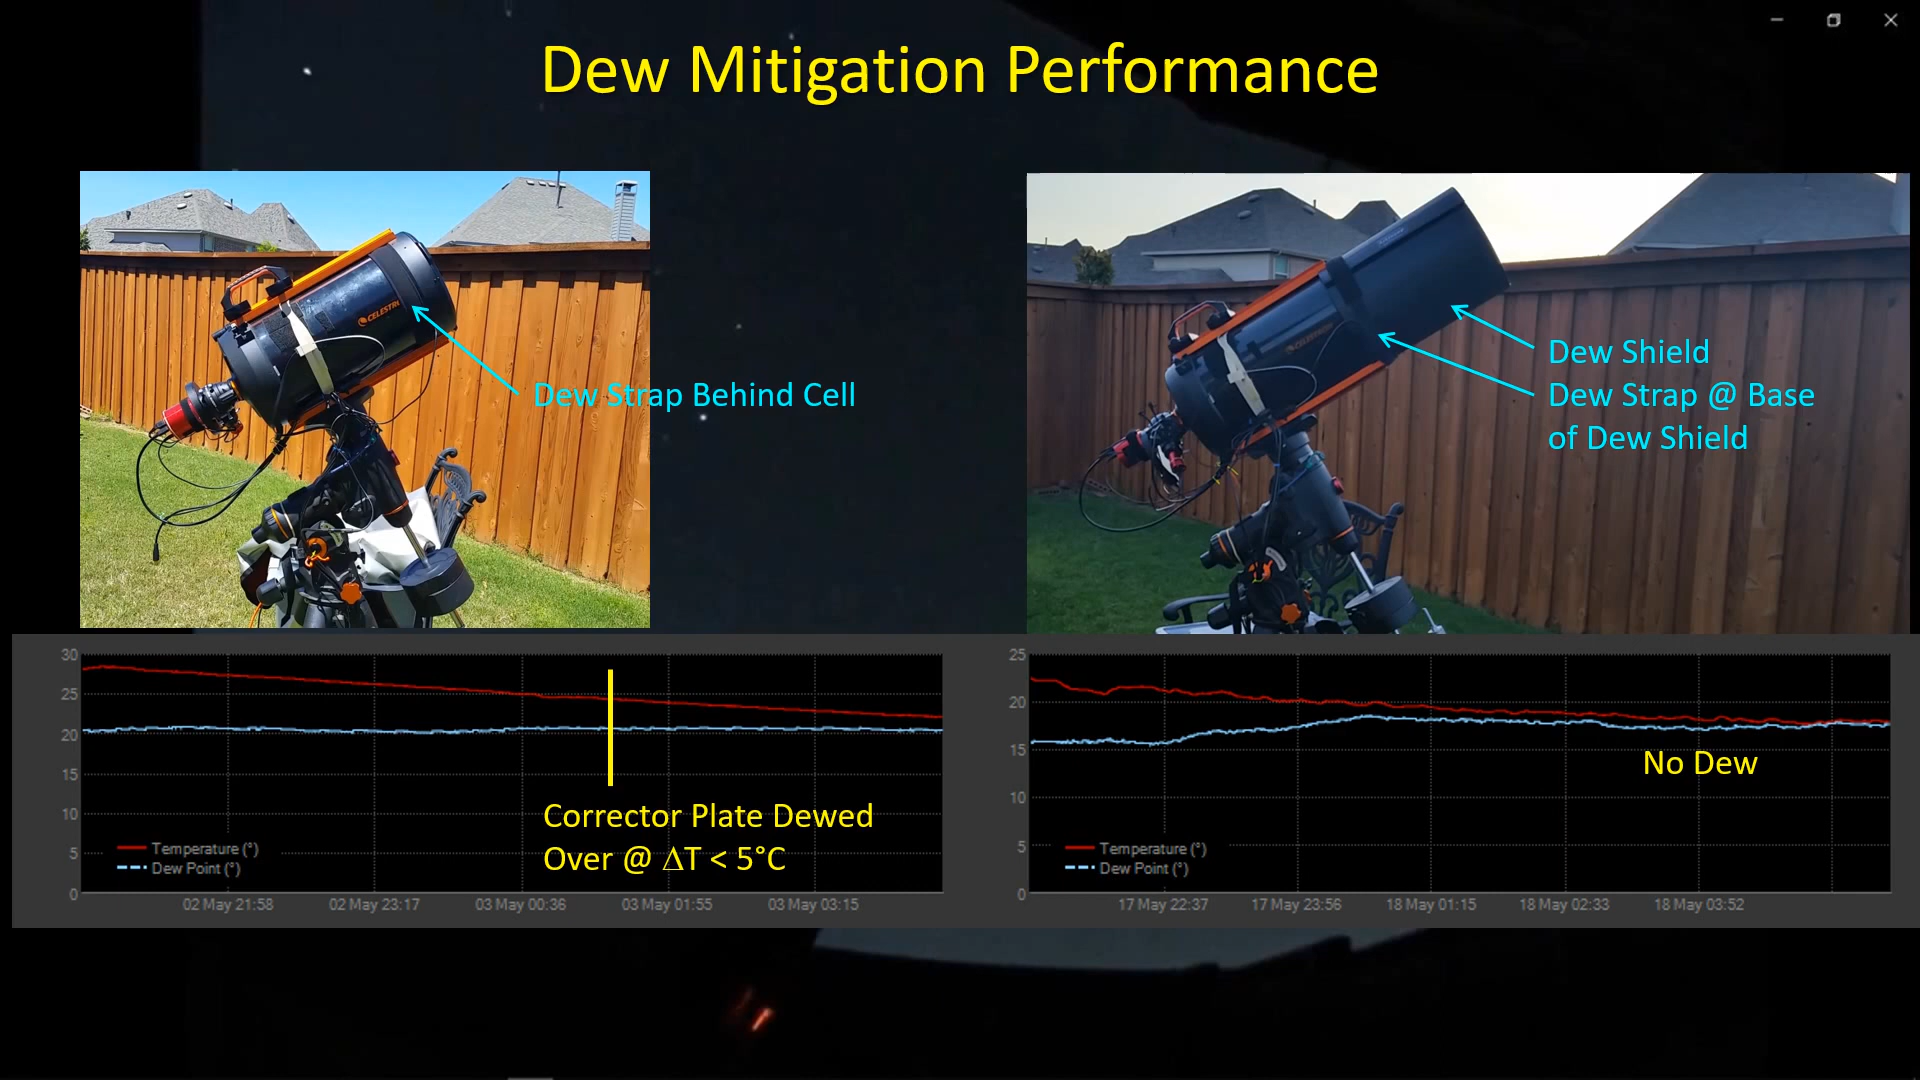 Dew Mitigation Performance
CELESTRON
Dew Strap Behind Cell
Dew Shield
Dew Strap @ Base
of Dew Shield
30
25
20
15
10
5
0
Temperature (°)
Dew Point (°)
Corrector Plate Dewed
Over @ ΔT < 5°C
02 May 21:58
02 May 23:17
03 May 00:36
03 May 01:55
03 May 03:15
25
20
15
10
5
0
No Dew
Temperature (°)
Dew Point (°)
17 May 22:37
17 May 23:56
18 May 01:15
18 May 02:33
18 May 03:52